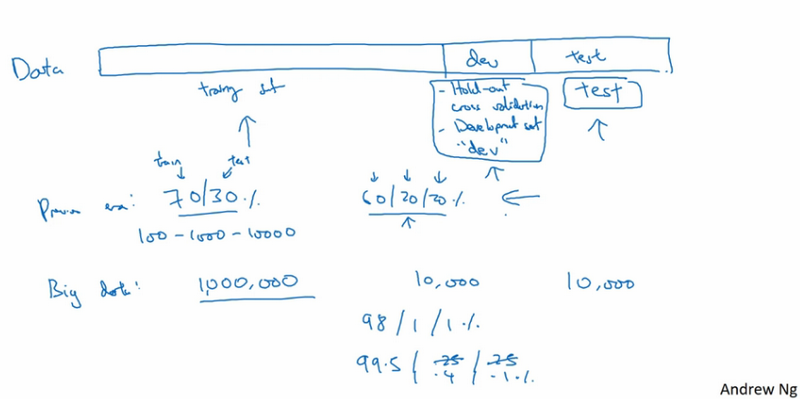 Data
dev
test
training set
- Hold-out
cross validation
- Development set
"dev"
test
train
test
Previous era:
70/30 %
60/20/20 %
100 - 1000 - 10000
Big data:
1,000,000
10,000
10,000
98 / 1 / 1 %
99.5 / .25 / .25
.4 .1 %
Andrew Ng